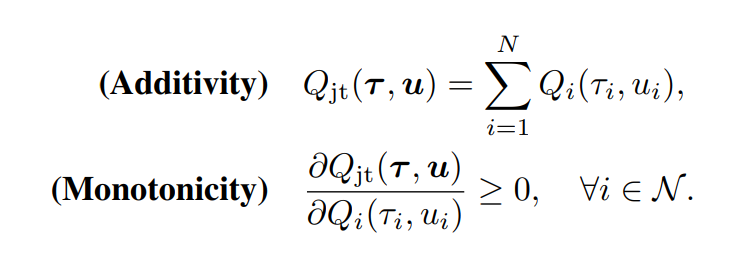 (Additivity) Q_jt(τ, u) = ∑_{i=1}^{N} Q_i(τ_i, u_i),
(Monotonicity) ∂Q_jt(τ, u) / ∂Q_i(τ_i, u_i) ≥ 0, ∀i ∈ 𝒩.